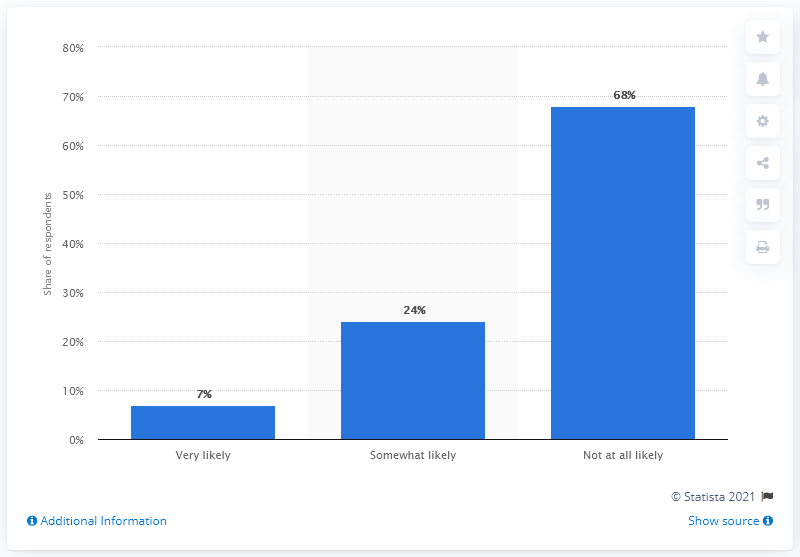 80%
70%
60%
50%
40%
30%
20%
10%
0%
Share of respondents
7%
24%
68%
Very likely
Somewhat likely
Not at all likely
© Statista 2021
Additional Information
Show source